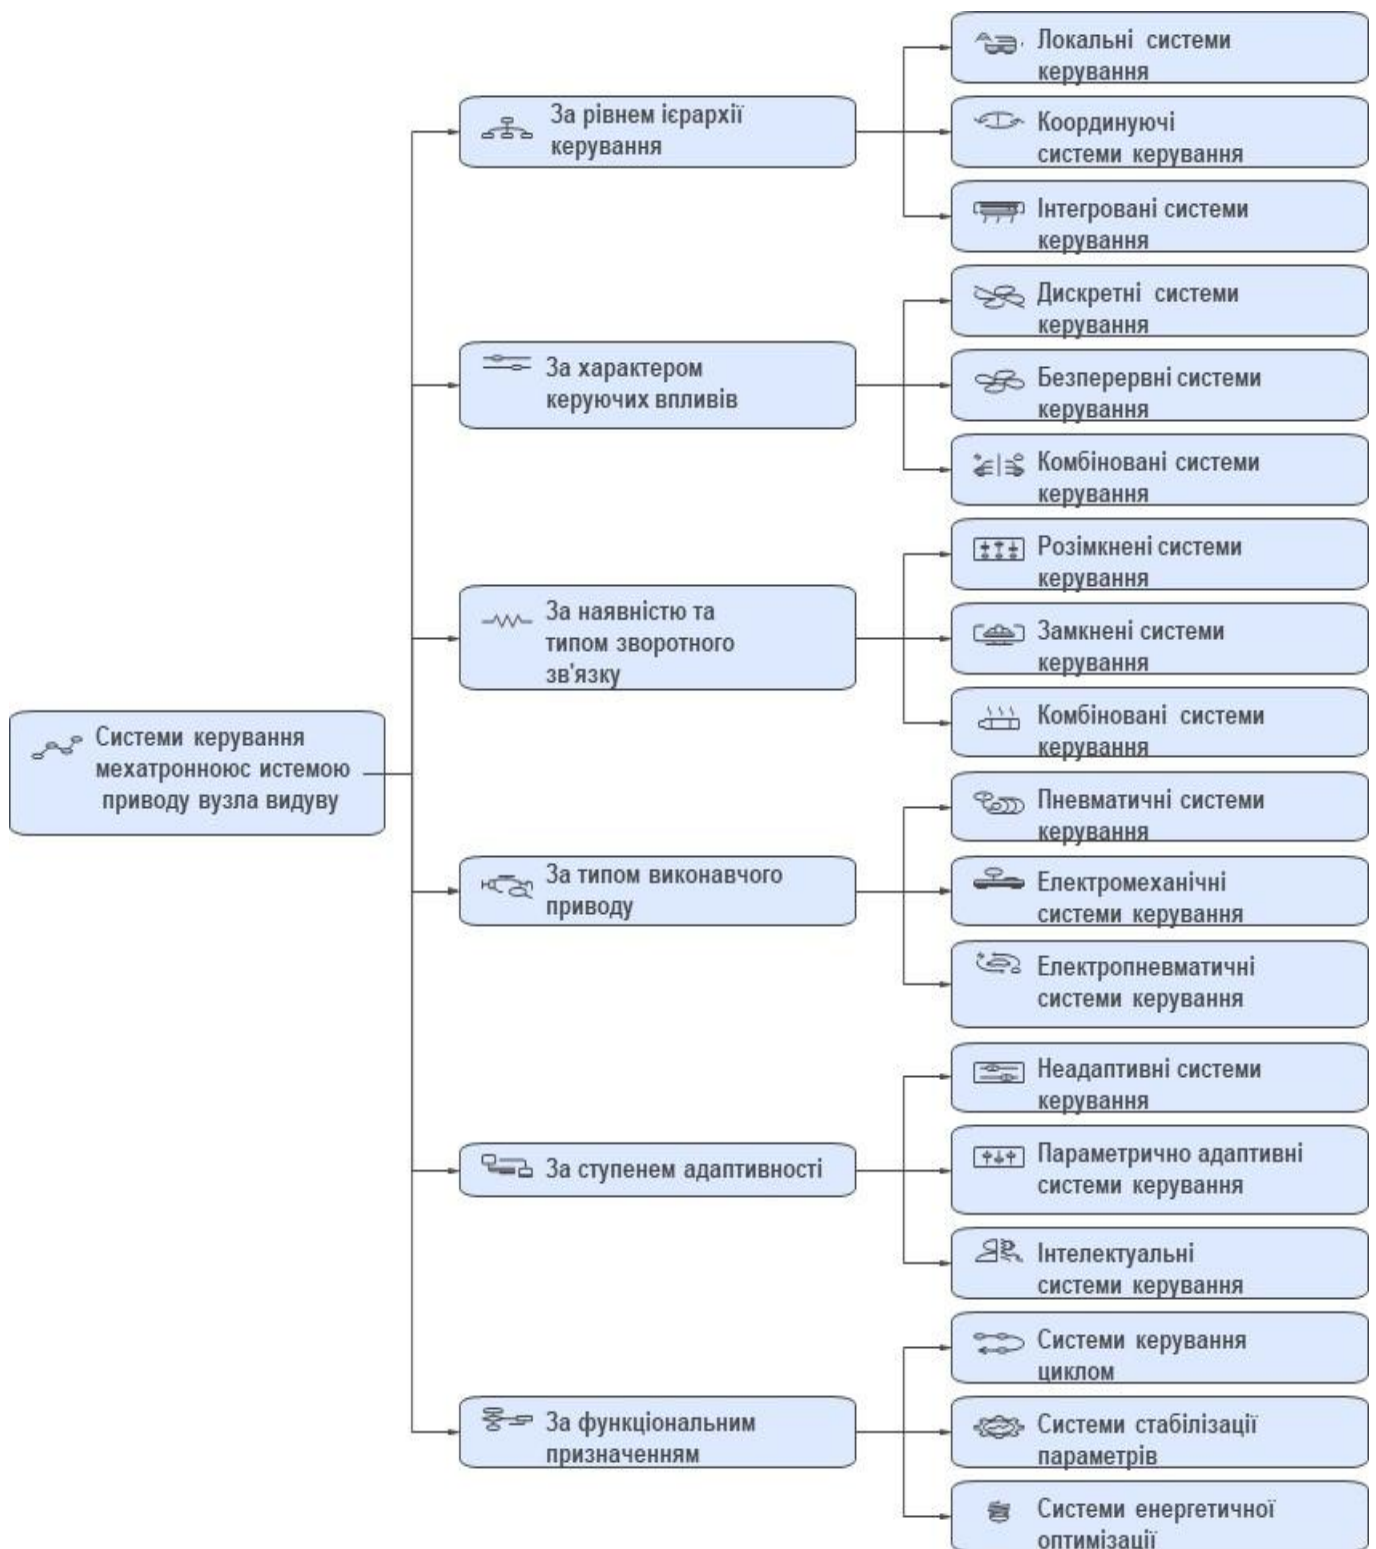 Локальні системи
керування
За рівнем ієрархії
керування
Координуючі
системи керування
Інтегровані системи
керування
Дискретні системи
керування
За характером
керуючих впливів
Безперервні системи
керування
Комбіновані системи
керування
Розімкнені системи
керування
За наявністю та
типом зворотного
зв'язку
Замкнені системи
керування
Комбіновані системи
керування
Системи керування
мехатронноюс истемою
приводу вузла видуву
Пневматичні системи
керування
За типом виконавчого
приводу
Електромеханічні
системи керування
Електропневматичні
системи керування
Неадаптивні системи
керування
За ступенем адаптивності
Параметрично адаптивні
системи керування
Інтелектуальні
системи керування
Системи керування
циклом
За функціональним
призначенням
Системи стабілізації
параметрів
Системи енергетичної
оптимізації